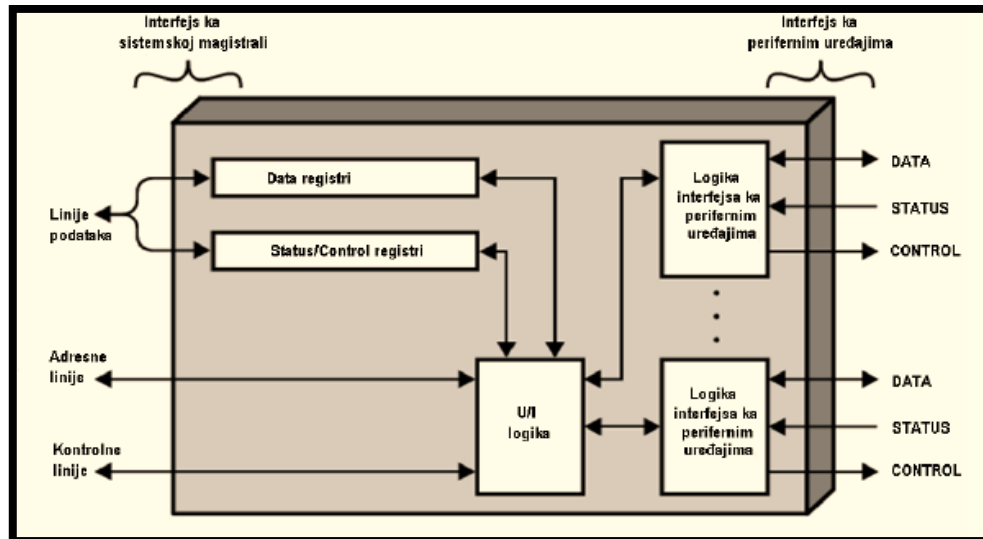 Interfejs ka
sistemskoj magistrali
Interfejs ka
perifernim uređajima
Data registri
Status/Control registri
Linije
podataka
Adresne
linije
Kontrolne
linije
U/I
logika
Logika
interfejsa ka
perifernim
uređajima
DATA
STATUS
CONTROL
Logika
interfejsa ka
perifernim
uređajima
DATA
STATUS
CONTROL